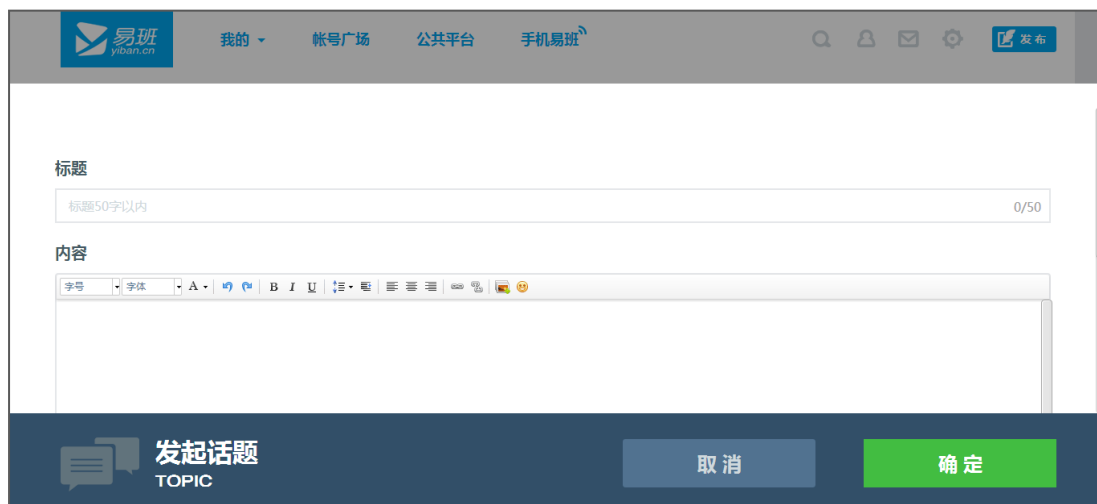 易班
yiban.cn
我的 帐号广场 公共平台 手机易班 发布
标题
标题50字以内 0/50
内容
字号 字体 A B I U
发起话题
TOPIC
取消 确定